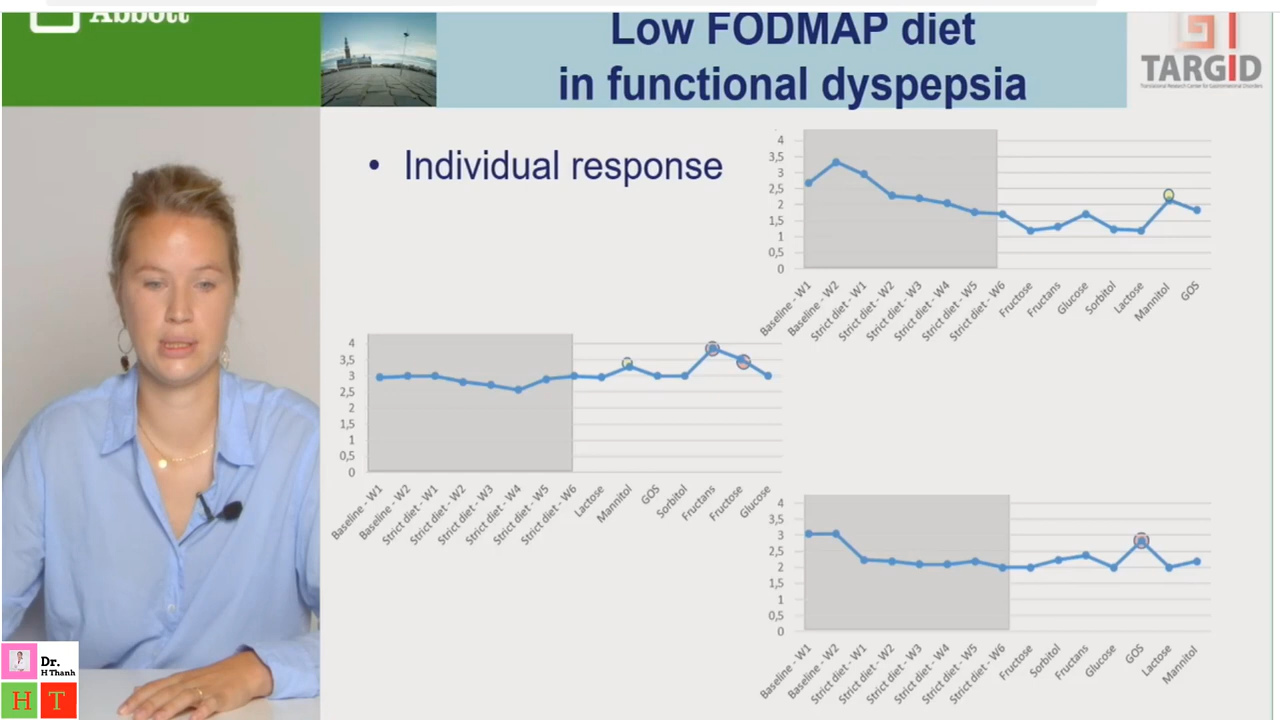 Abbott
Low FODMAP diet
in functional dyspepsia
TARGID
Translational Research Center for Gastrointestinal Disorders
• Individual response
4
3,5
3
2,5
2
1,5
1
0,5
0
Baseline - W1
Baseline - W2
Strict diet - W1
Strict diet - W2
Strict diet - W3
Strict diet - W4
Strict diet - W5
Strict diet - W6
Fructose
Fructans
Glucose
Sorbitol
Lactose
Mannitol
GOS
4
3,5
3
2,5
2
1,5
1
0,5
0
Baseline - W1
Baseline - W2
Strict diet - W1
Strict diet - W2
Strict diet - W3
Strict diet - W4
Strict diet - W5
Strict diet - W6
Lactose
Mannitol
GOS
Sorbitol
Fructans
Fructose
Glucose
4
3,5
3
2,5
2
1,5
1
0,5
0
Baseline - W1
Baseline - W2
Strict diet - W1
Strict diet - W2
Strict diet - W3
Strict diet - W4
Strict diet - W5
Strict diet - W6
Fructose
Sorbitol
Fructans
Glucose
GOS
Lactose
Mannitol
Dr.
H Thanh
H T